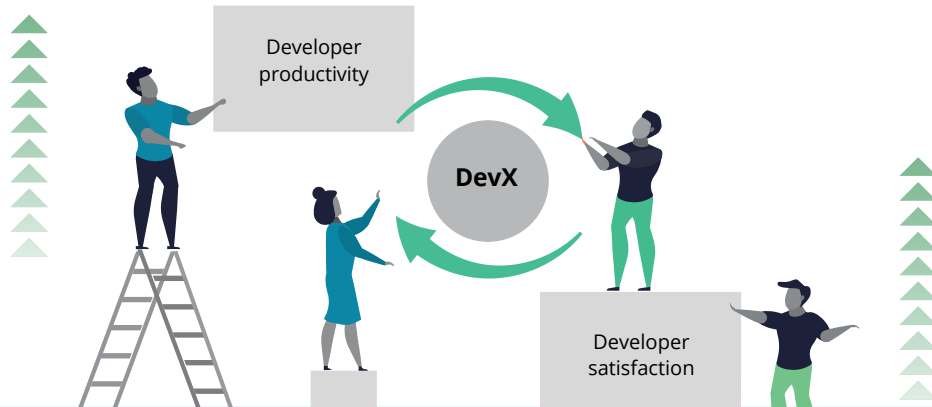 Developer
productivity
DevX
Developer
satisfaction